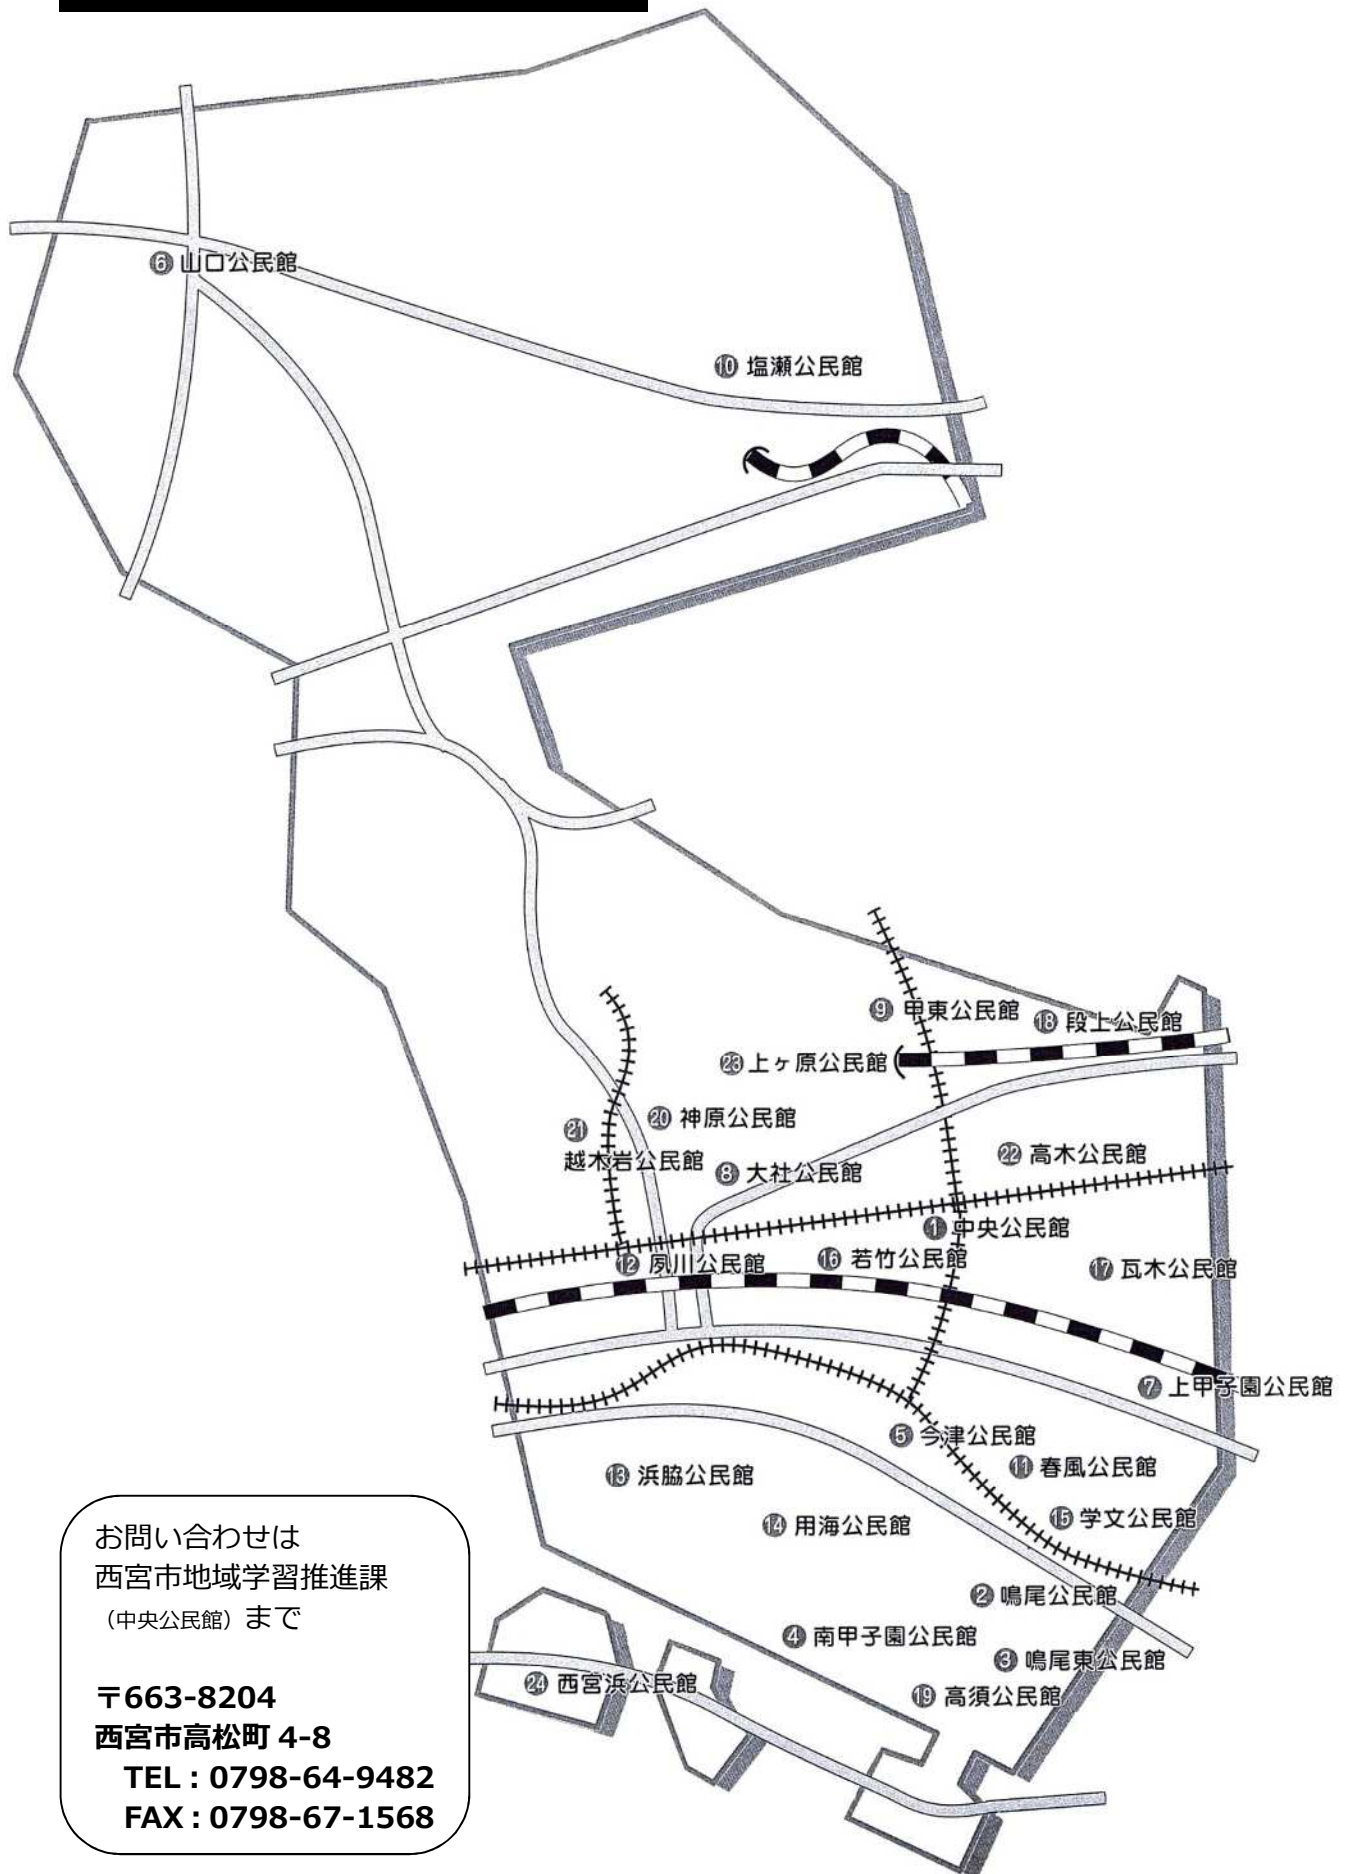 ⑥ 山口公民館
⑩ 塩瀬公民館
⑨ 甲東公民館
⑱ 段上公民館
㉓ 上ヶ原公民館
⑳ 神原公民館
㉑
越木岩公民館
⑧ 大社公民館
㉒ 高木公民館
① 中央公民館
⑫ 夙川公民館
⑯ 若竹公民館
⑰ 瓦木公民館
⑦ 上甲子園公民館
⑤ 今津公民館
⑪ 春風公民館
⑬ 浜脇公民館
⑭ 用海公民館
⑮ 学文公民館
② 鳴尾公民館
④ 南甲子園公民館
③ 鳴尾東公民館
⑲ 高須公民館
㉔ 西宮浜公民館
お問い合わせは
西宮市地域学習推進課
（中央公民館）まで
〒663-8204
西宮市高松町 4-8
TEL：0798-64-9482
FAX：0798-67-1568